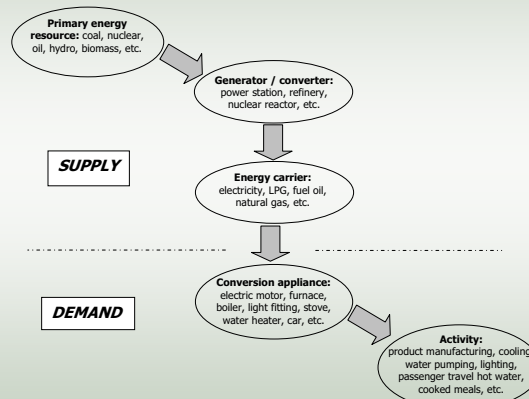 Primary energy
resource: coal, nuclear,
oil, hydro, biomass, etc.
Generator / converter:
power station, refinery,
nuclear reactor, etc.
SUPPLY
Energy carrier:
electricity, LPG, fuel oil,
natural gas, etc.
Conversion appliance:
electric motor, furnace,
boiler, light fitting, stove,
water heater, car, etc.
DEMAND
Activity:
product manufacturing, cooling,
water pumping, lighting,
passenger travel hot water,
cooked meals, etc.